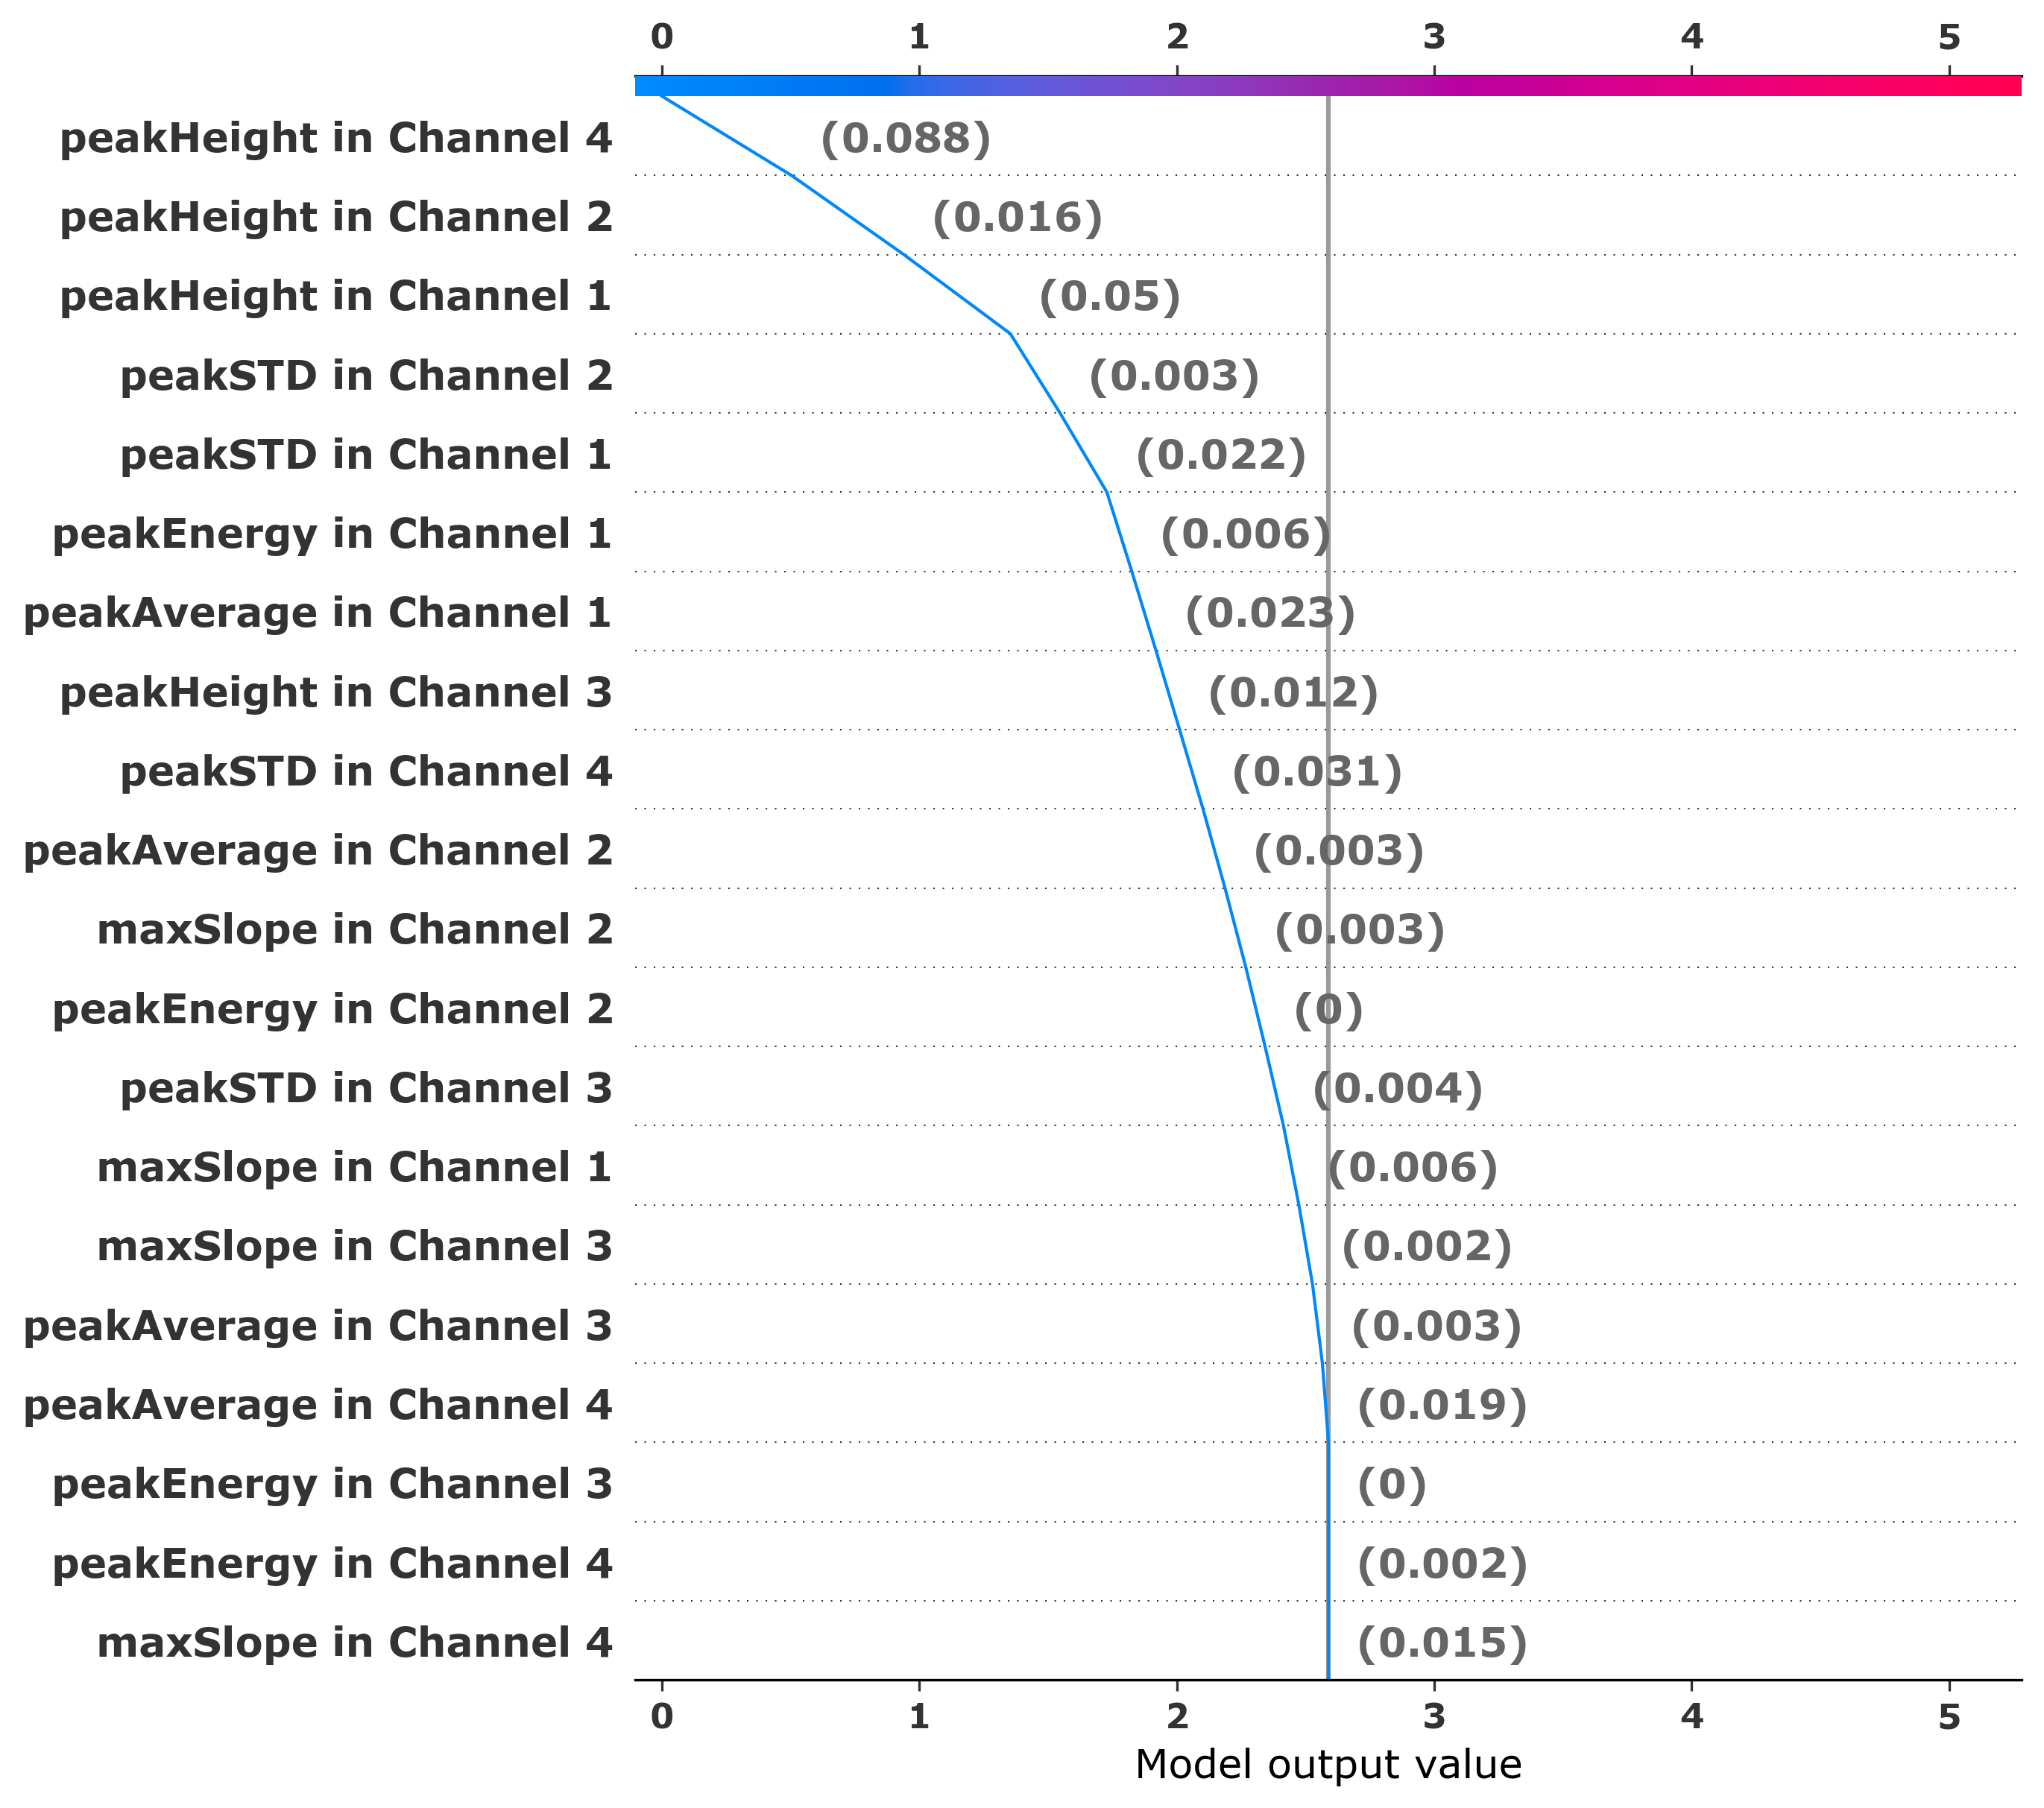 0 1 2 3 4 5
peakHeight in Channel 4 (0.088)
peakHeight in Channel 2 (0.016)
peakHeight in Channel 1 (0.05)
peakSTD in Channel 2 (0.003)
peakSTD in Channel 1 (0.022)
peakEnergy in Channel 1 (0.006)
peakAverage in Channel 1 (0.023)
peakHeight in Channel 3 (0.012)
peakSTD in Channel 4 (0.031)
peakAverage in Channel 2 (0.003)
maxSlope in Channel 2 (0.003)
peakEnergy in Channel 2 (0)
peakSTD in Channel 3 (0.004)
maxSlope in Channel 1 (0.006)
maxSlope in Channel 3 (0.002)
peakAverage in Channel 3 (0.003)
peakAverage in Channel 4 (0.019)
peakEnergy in Channel 3 (0)
peakEnergy in Channel 4 (0.002)
maxSlope in Channel 4 (0.015)
0 1 2 3 4 5
Model output value